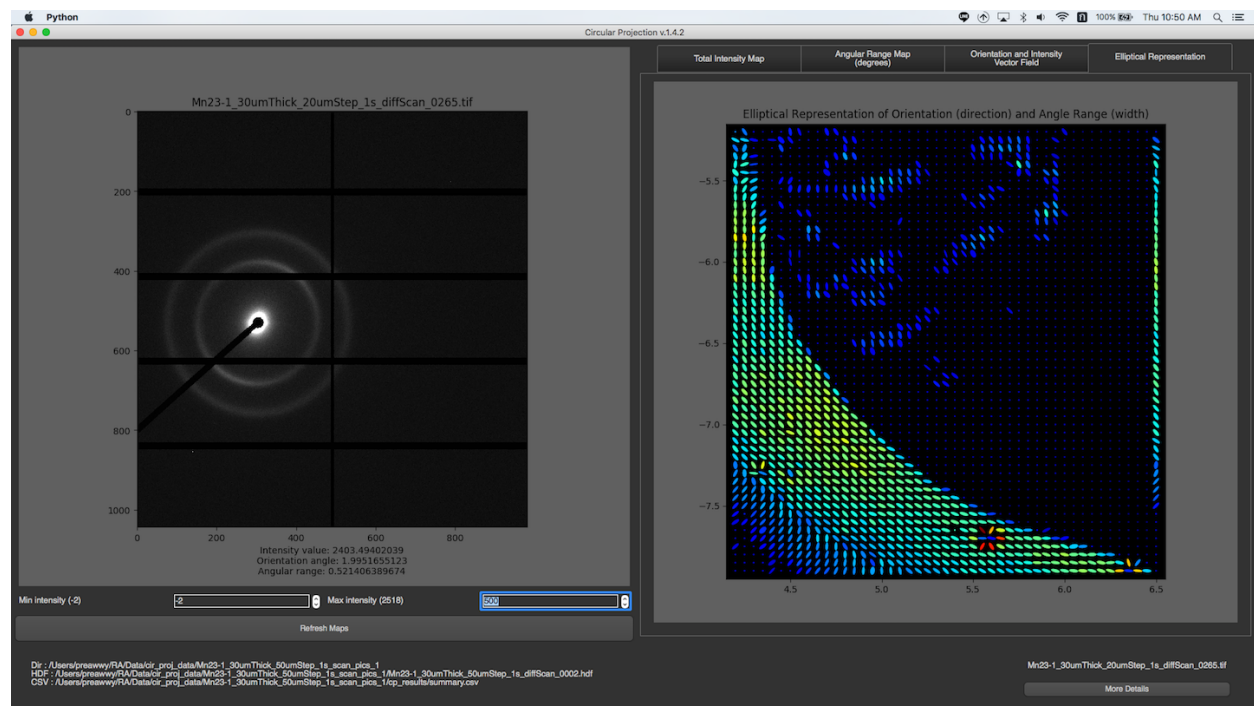 Python
100%
Thu 10:50 AM
Circular Projection v.1.4.2
Mn23-1_30umThick_20umStep_1s_diffScan_0265.tif
0
200
400
600
800
1000
0 200 400 600 800
Intensity value: 2403.49402039
Orientation angle: 1.9951655123
Angular range: 0.521406389674
Min intensity (-2) -2 Max intensity (2518) 500
Refresh Maps
Total Intensity Map
Angular Range Map
(degrees)
Orientation and Intensity
Vector Field
Elliptical Representation
Elliptical Representation of Orientation (direction) and Angle Range (width)
−5.5
−6.0
−6.5
−7.0
−7.5
4.5 5.0 5.5 6.0 6.5
Dir : /Users/preawwy/RA/Data/cir_proj_data/Mn23-1_30umThick_50umStep_1s_scan_pics_1
HDF : /Users/preawwy/RA/Data/cir_proj_data/Mn23-1_30umThick_50umStep_1s_scan_pics_1/Mn23-1_30umThick_50umStep_1s_diffScan_0002.hdf
CSV : /Users/preawwy/RA/Data/cir_proj_data/Mn23-1_30umThick_50umStep_1s_scan_pics_1/cp_results/summary.csv
Mn23-1_30umThick_20umStep_1s_diffScan_0265.tif
More Details